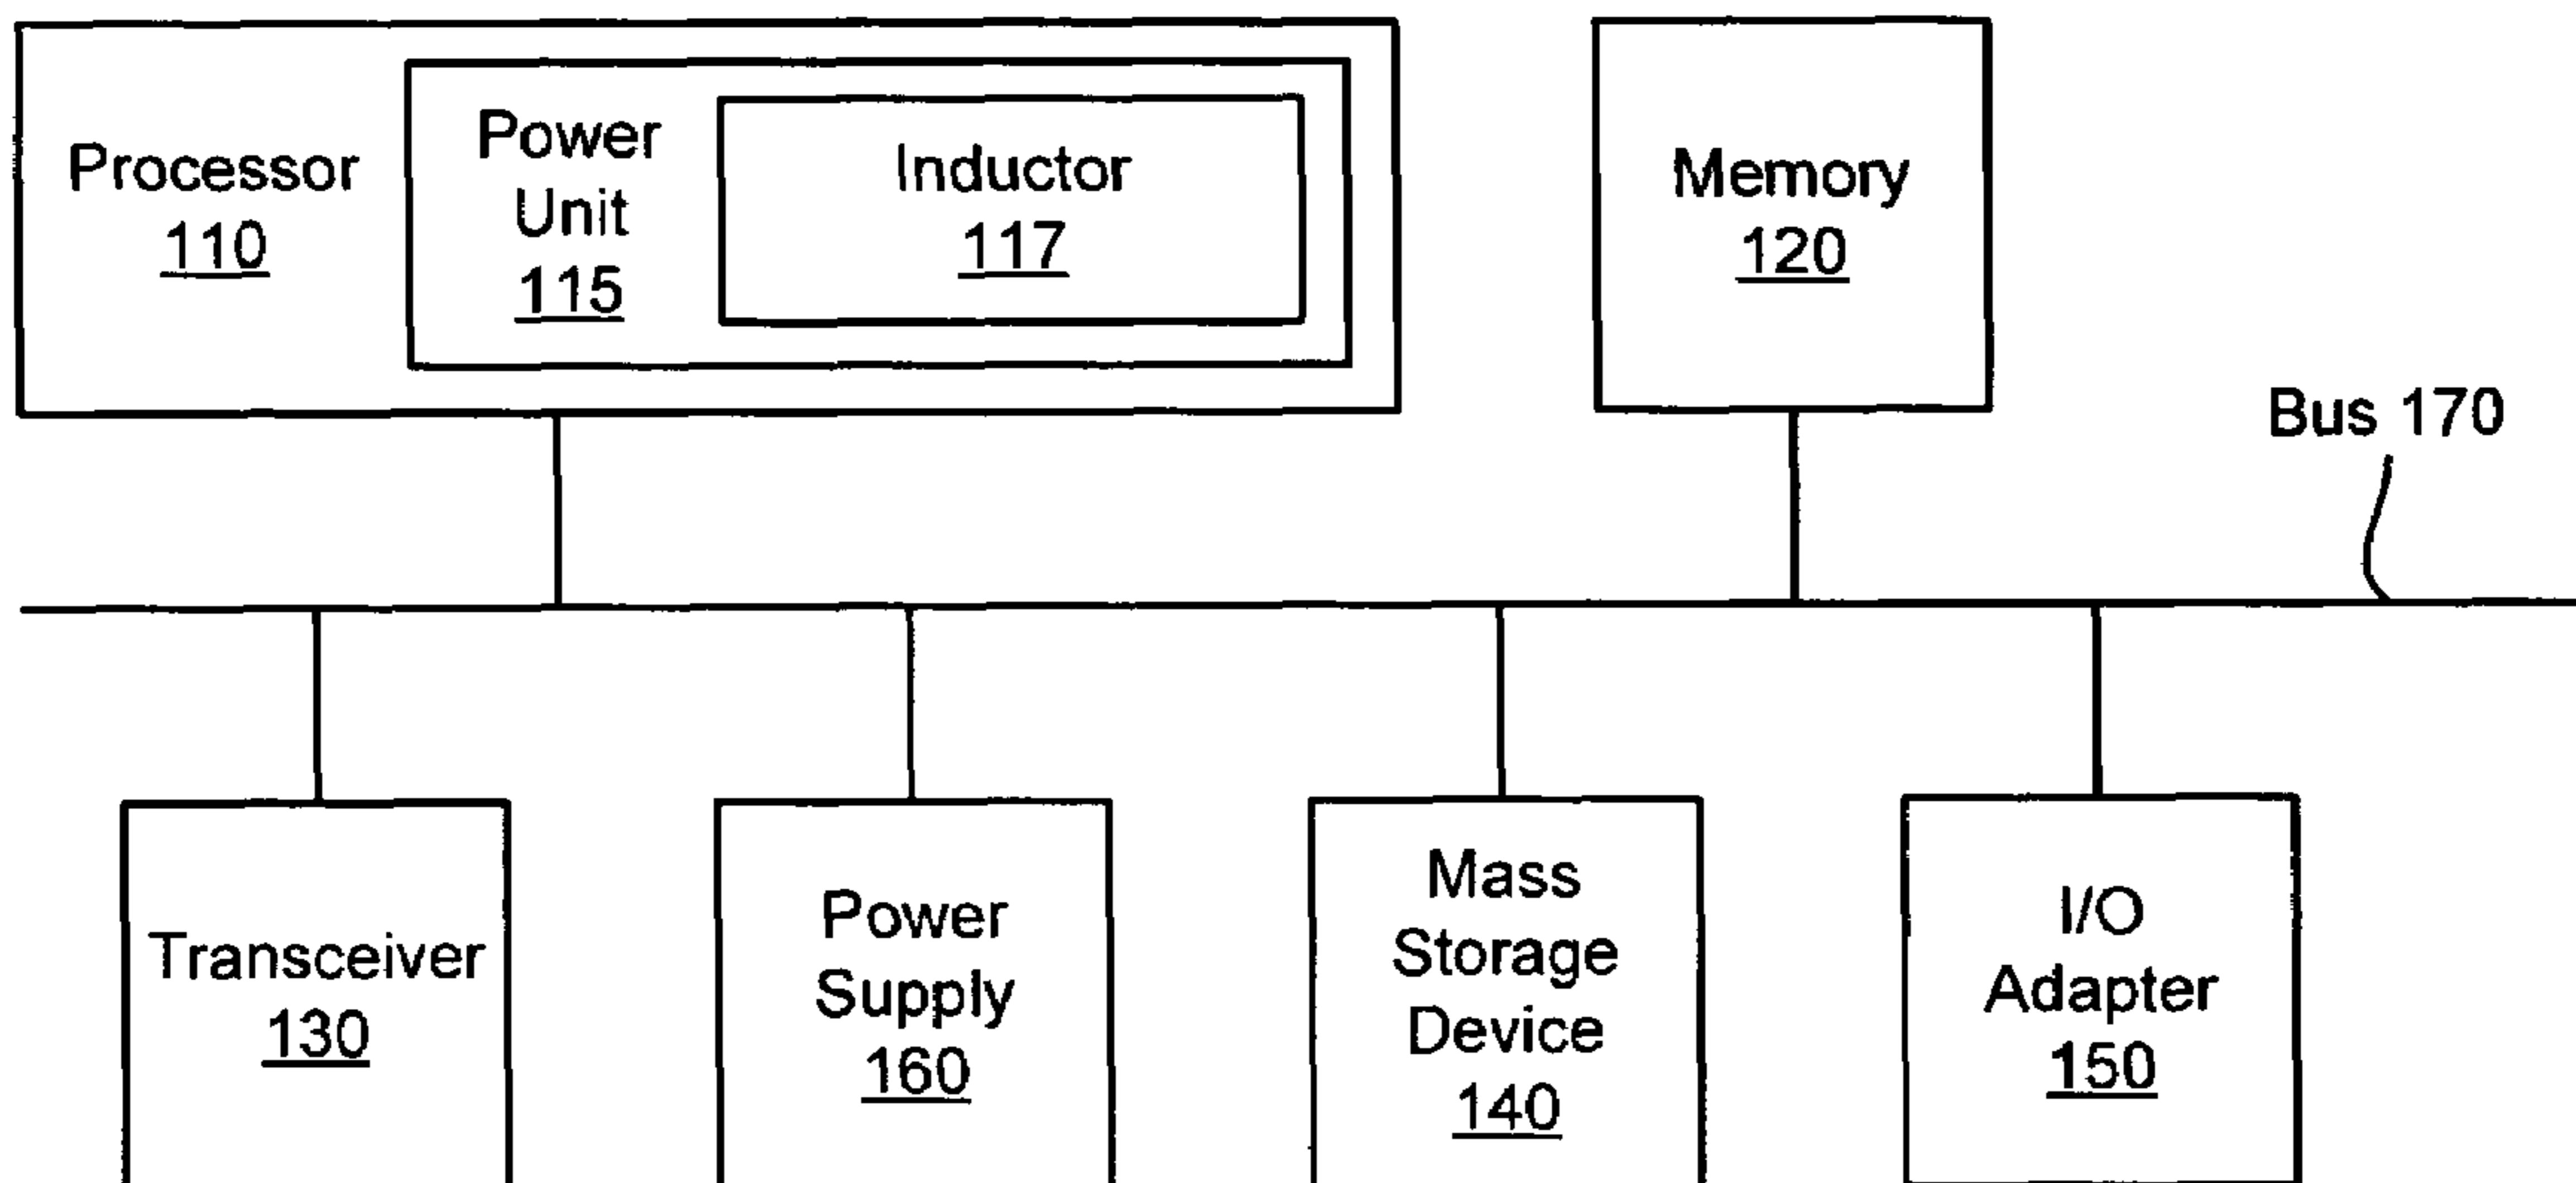 Processor
110
Power
Unit
115
Inductor
117
Memory
120
Bus 170
Transceiver
130
Power
Supply
160
Mass
Storage
Device
140
I/O
Adapter
150